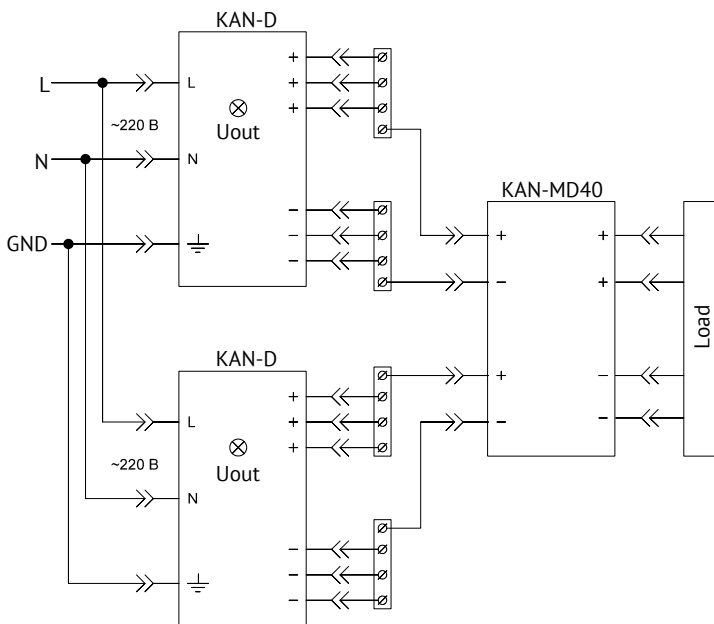 KAN-D
L
~220 В
N
GND
L
N
Uout
+
+
+
−
−
−
KAN-MD40
+
−
+
−
+
+
−
−
Load
KAN-D
~220 В
L
N
Uout
+
+
+
−
−
−